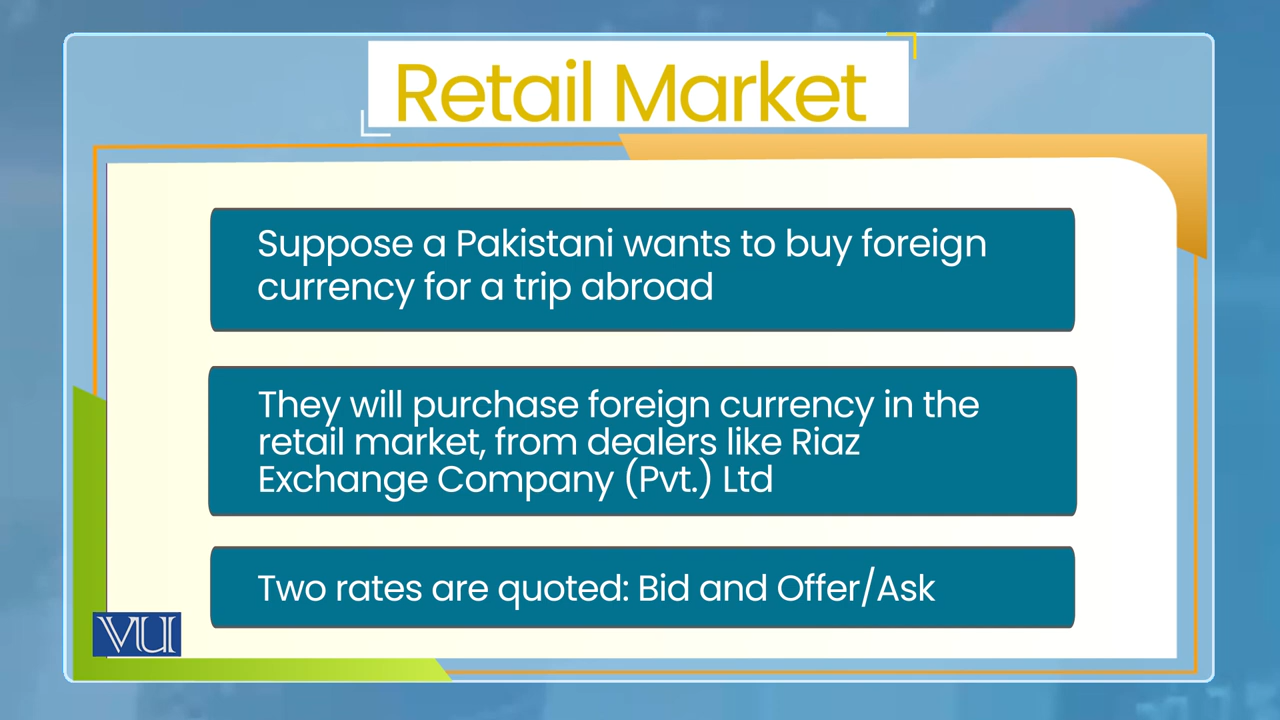 Retail Market
Suppose a Pakistani wants to buy foreign
currency for a trip abroad
They will purchase foreign currency in the
retail market, from dealers like Riaz
Exchange Company (Pvt.) Ltd
Two rates are quoted: Bid and Offer/Ask
VU